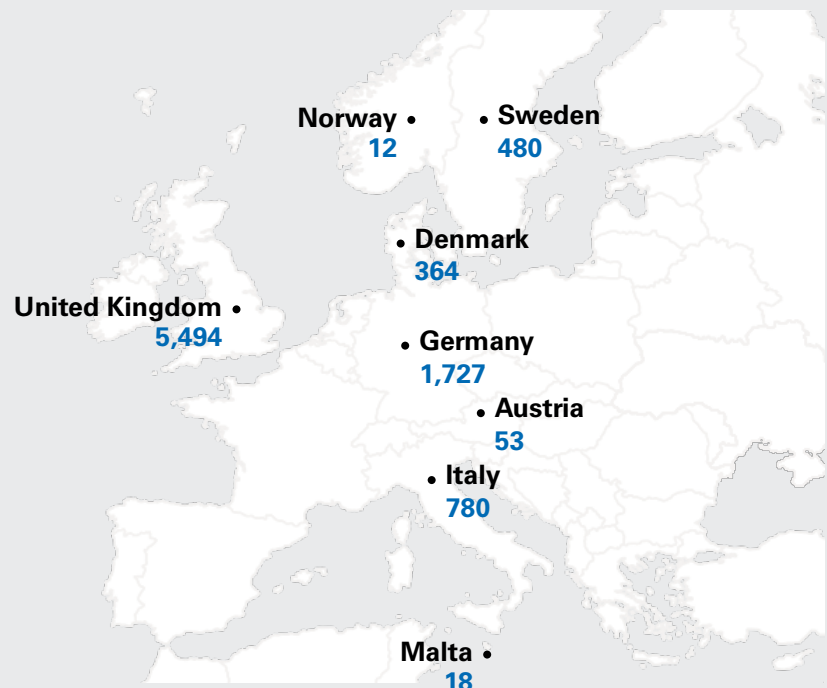 Norway
12
Sweden
480
Denmark
364
United Kingdom
5,494
Germany
1,727
Austria
53
Italy
780
Malta
18